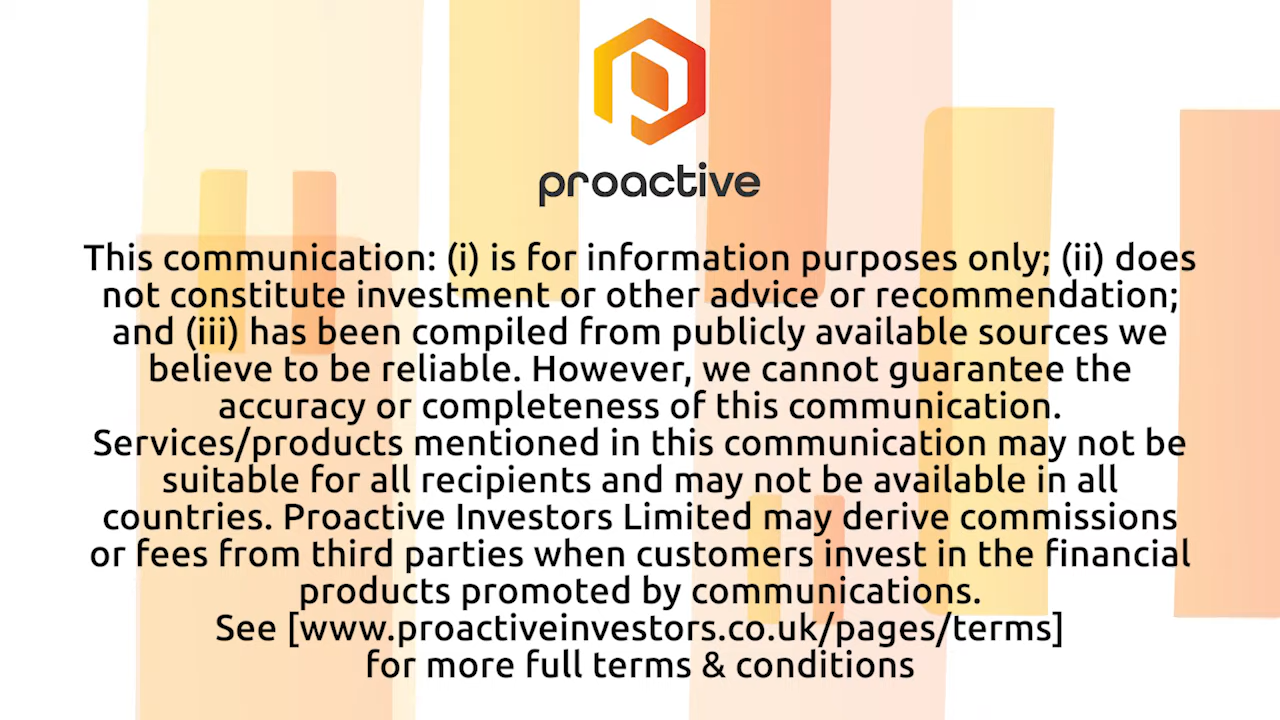 proactive
This communication: (i) is for information purposes only; (ii) does
not constitute investment or other advice or recommendation;
and (iii) has been compiled from publicly available sources we
believe to be reliable. However, we cannot guarantee the
accuracy or completeness of this communication.
Services/products mentioned in this communication may not be
suitable for all recipients and may not be available in all
countries. Proactive Investors Limited may derive commissions
or fees from third parties when customers invest in the financial
products promoted by communications.
See [www.proactiveinvestors.co.uk/pages/terms]
for more full terms & conditions